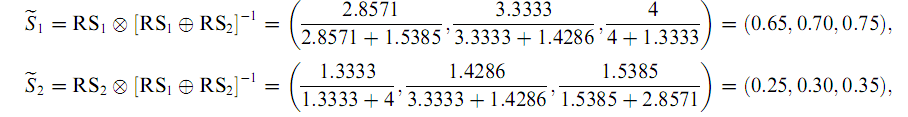 S̃₁ = RS₁ ⊗ [RS₁ ⊕ RS₂]⁻¹ = (2.8571/(2.8571 + 1.5385), 3.3333/(3.3333 + 1.4286), 4/(4 + 1.3333)) = (0.65, 0.70, 0.75),
S̃₂ = RS₂ ⊗ [RS₁ ⊕ RS₂]⁻¹ = (1.3333/(1.3333 + 4), 1.4286/(3.3333 + 1.4286), 1.5385/(1.5385 + 2.8571)) = (0.25, 0.30, 0.35),